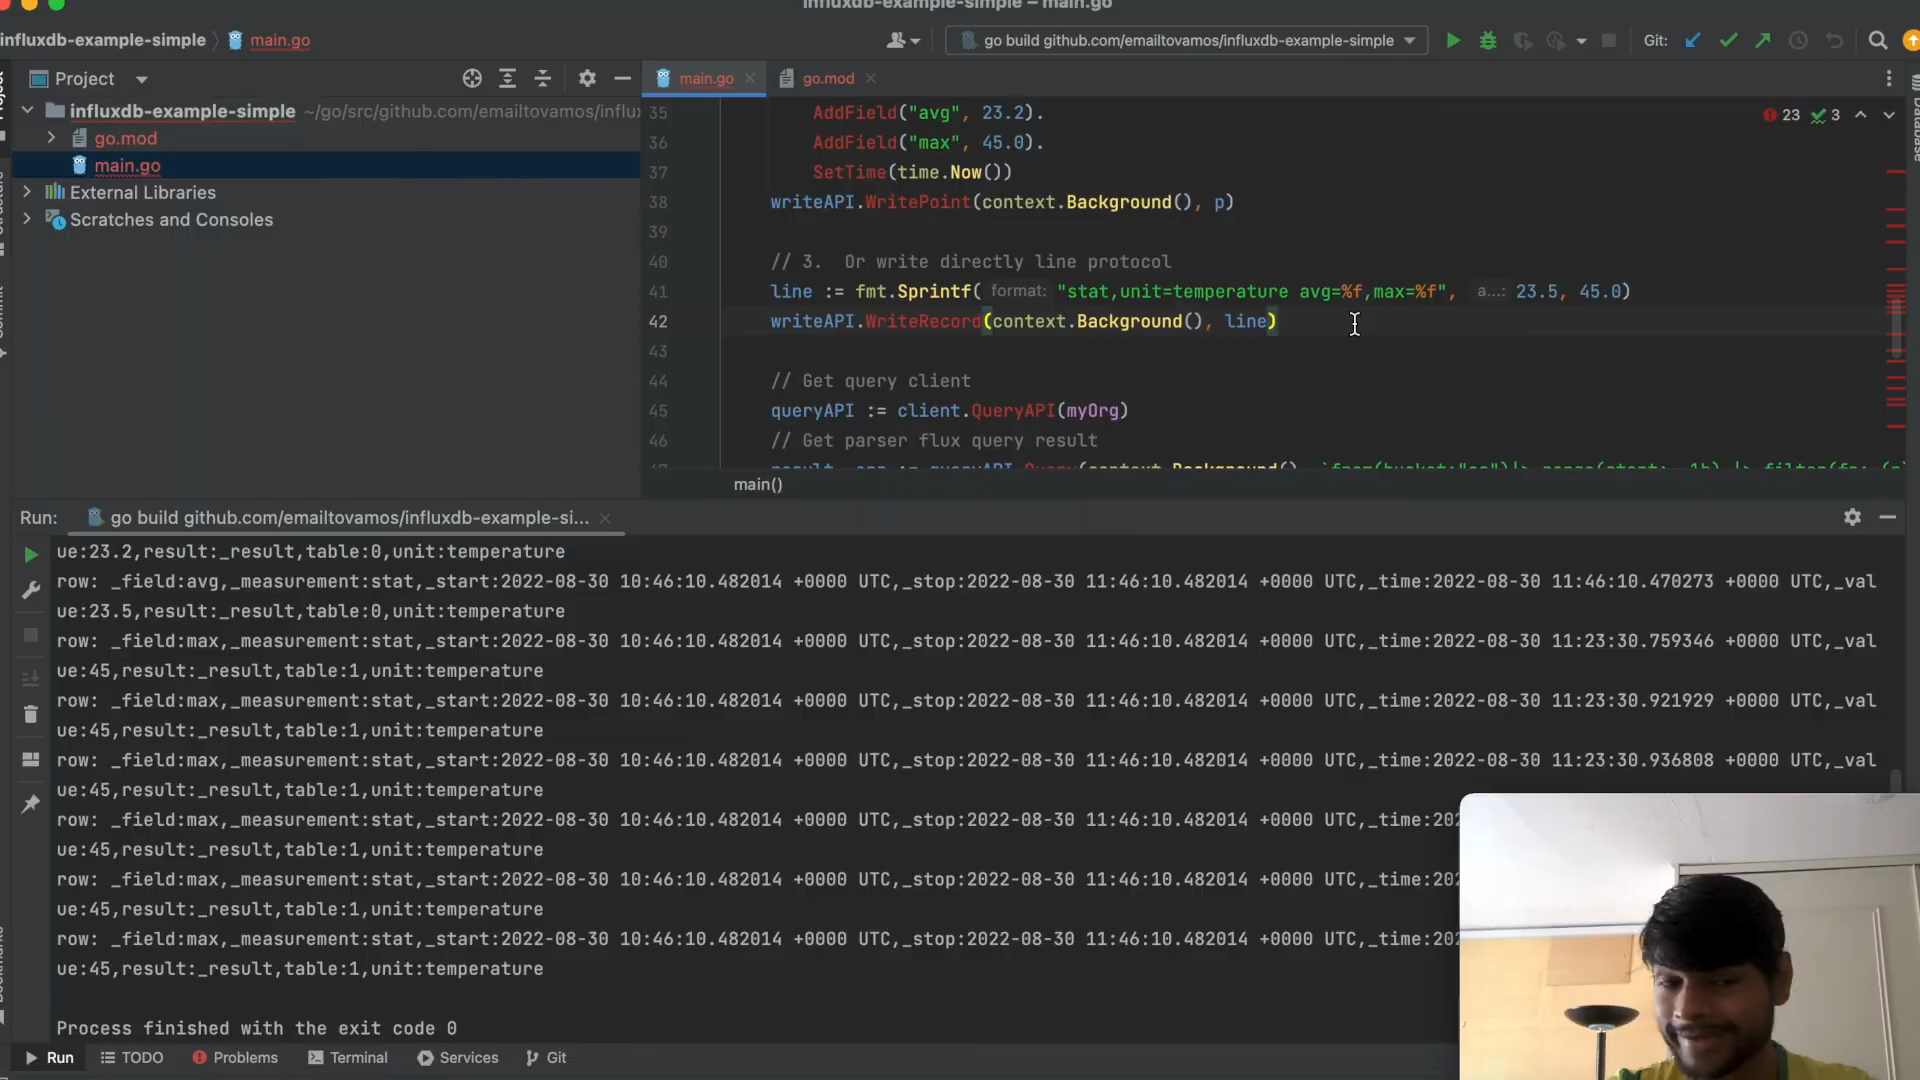 influxdb-example-simple – main.go
influxdb-example-simple main.go
go build github.com/emailtovamos/influxdb-example-simple
Git:
Project
main.go
go.mod
influxdb-example-simple ~/go/src/github.com/emailtovamos/influx
go.mod
main.go
External Libraries
Scratches and Consoles
23 3
35 AddField("avg", 23.2).
36 AddField("max", 45.0).
37 SetTime(time.Now())
38 writeAPI.WritePoint(context.Background(), p)
39
40 // 3. Or write directly line protocol
41 line := fmt.Sprintf( format: "stat,unit=temperature avg=%f,max=%f", a...: 23.5, 45.0)
42 writeAPI.WriteRecord(context.Background(), line)
43
44 // Get query client
45 queryAPI := client.QueryAPI(myOrg)
46 // Get parser flux query result
main()
Database
Run: go build github.com/emailtovamos/influxdb-example-si...
ue:23.2,result:_result,table:0,unit:temperature
row: _field:avg,_measurement:stat,_start:2022-08-30 10:46:10.482014 +0000 UTC,_stop:2022-08-30 11:46:10.482014 +0000 UTC,_time:2022-08-30 11:46:10.470273 +0000 UTC,_val
ue:23.5,result:_result,table:0,unit:temperature
row: _field:max,_measurement:stat,_start:2022-08-30 10:46:10.482014 +0000 UTC,_stop:2022-08-30 11:46:10.482014 +0000 UTC,_time:2022-08-30 11:23:30.759346 +0000 UTC,_val
ue:45,result:_result,table:1,unit:temperature
row: _field:max,_measurement:stat,_start:2022-08-30 10:46:10.482014 +0000 UTC,_stop:2022-08-30 11:46:10.482014 +0000 UTC,_time:2022-08-30 11:23:30.921929 +0000 UTC,_val
ue:45,result:_result,table:1,unit:temperature
row: _field:max,_measurement:stat,_start:2022-08-30 10:46:10.482014 +0000 UTC,_stop:2022-08-30 11:46:10.482014 +0000 UTC,_time:2022-08-30 11:23:30.936808 +0000 UTC,_val
ue:45,result:_result,table:1,unit:temperature
row: _field:max,_measurement:stat,_start:2022-08-30 10:46:10.482014 +0000 UTC,_stop:2022-08-30 11:46:10.482014 +0000 UTC,_time:202
ue:45,result:_result,table:1,unit:temperature
row: _field:max,_measurement:stat,_start:2022-08-30 10:46:10.482014 +0000 UTC,_stop:2022-08-30 11:46:10.482014 +0000 UTC,_time:202
ue:45,result:_result,table:1,unit:temperature
row: _field:max,_measurement:stat,_start:2022-08-30 10:46:10.482014 +0000 UTC,_stop:2022-08-30 11:46:10.482014 +0000 UTC,_time:202
ue:45,result:_result,table:1,unit:temperature
Process finished with the exit code 0
Run TODO Problems Terminal Services Git